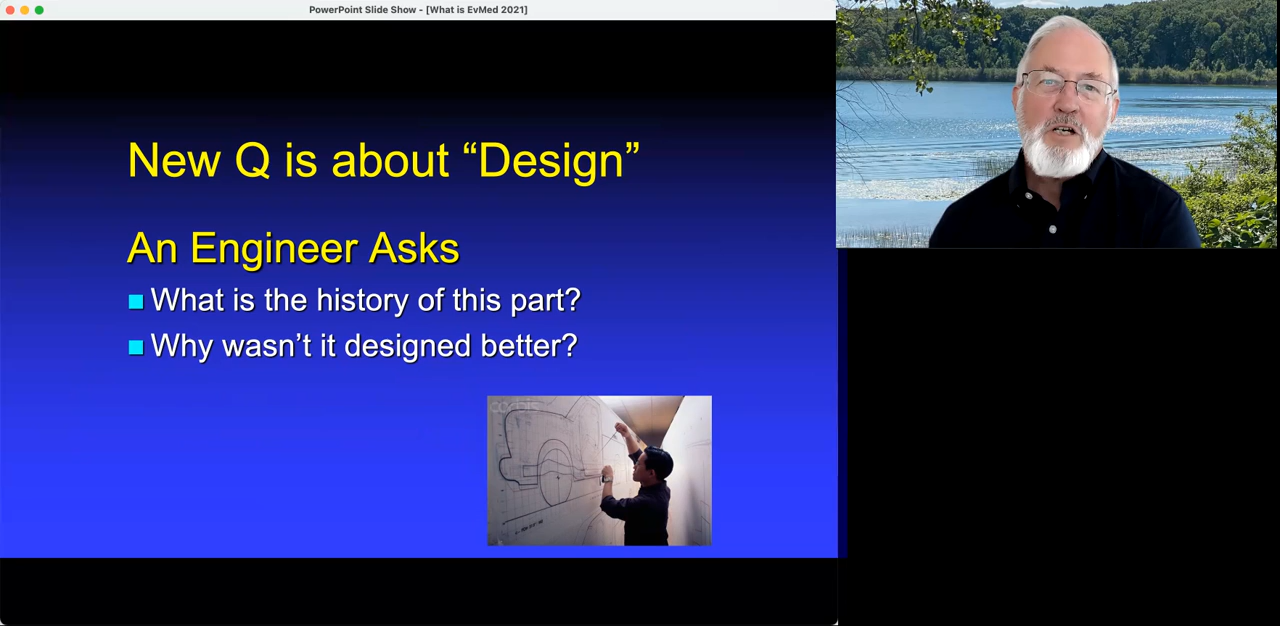 PowerPoint Slide Show - [What is EvMed 2021]
New Q is about “Design”
An Engineer Asks
What is the history of this part?
Why wasn’t it designed better?
corbis